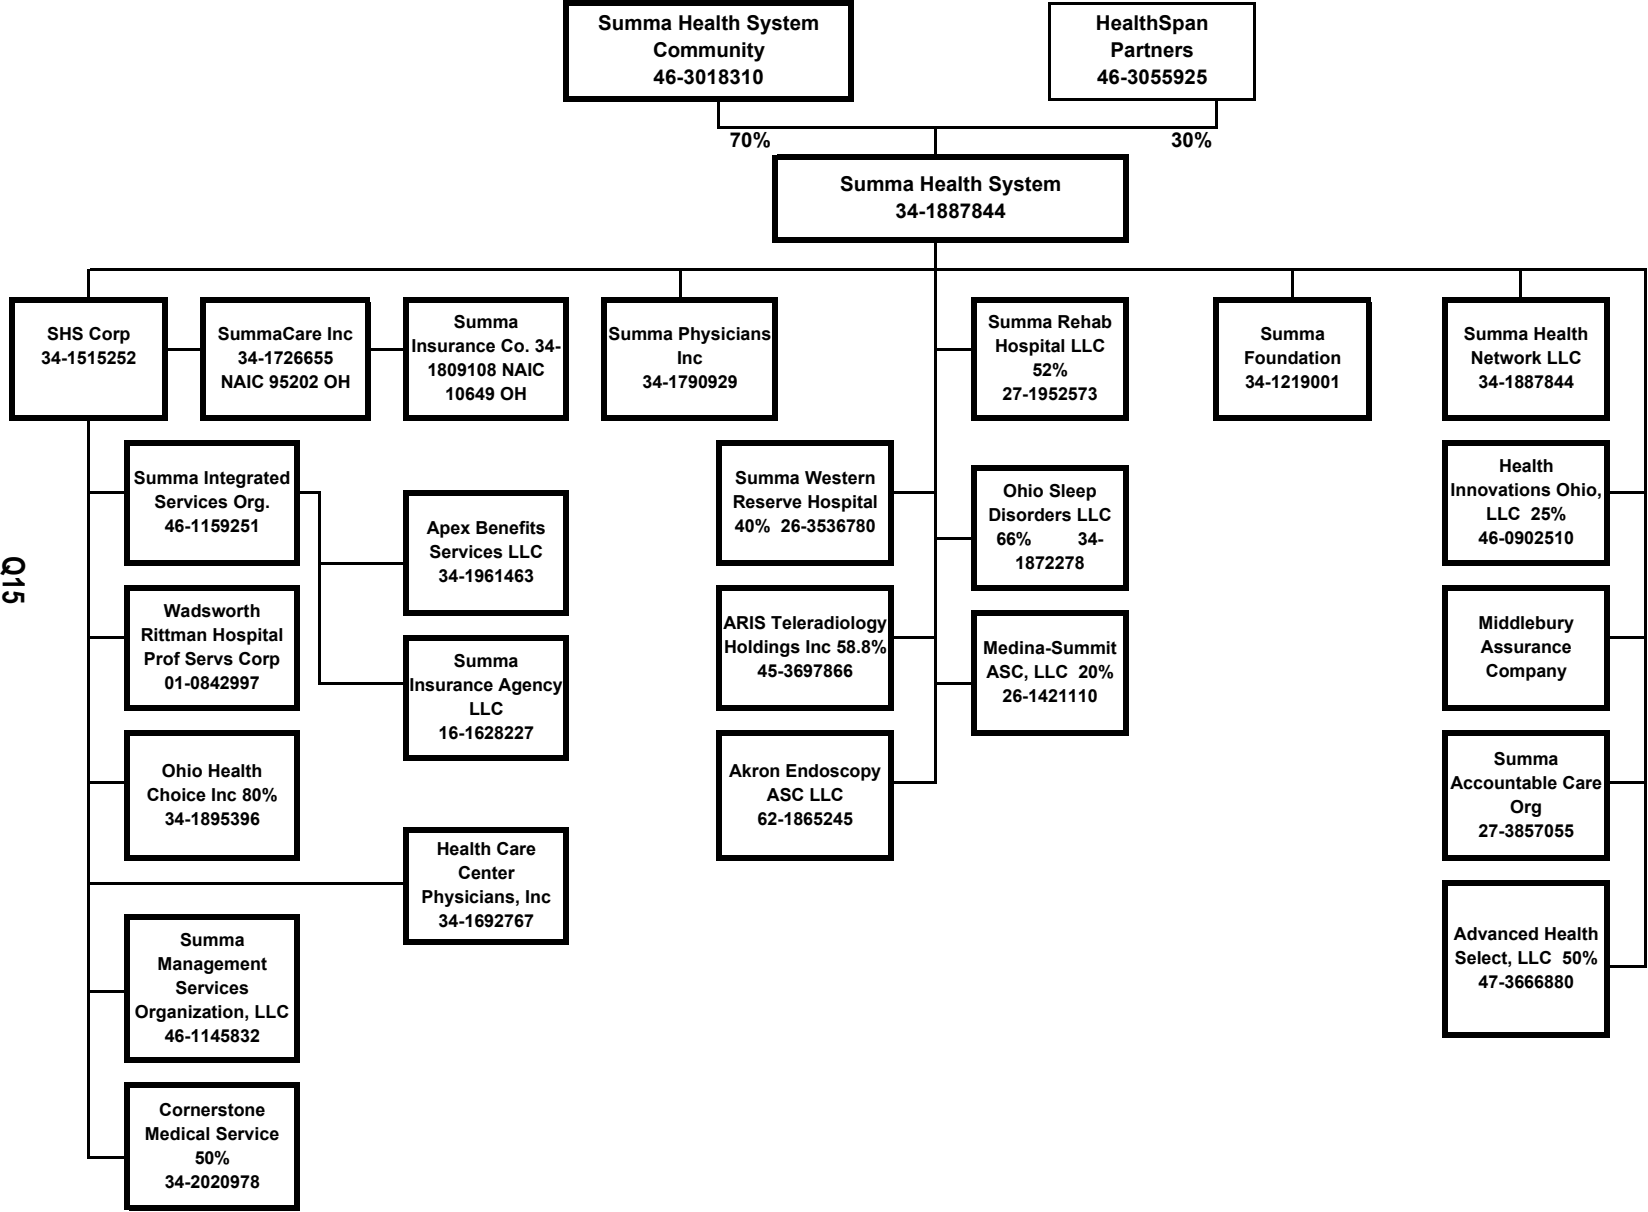 Summa Health System
Community
46-3018310
HealthSpan
Partners
46-3055925
70%
30%
Summa Health System
34-1887844
SHS Corp
34-1515252
SummaCare Inc
34-1726655
NAIC 95202 OH
Summa
Insurance Co. 34-
1809108 NAIC
10649 OH
Summa Physicians
Inc
34-1790929
Summa Rehab
Hospital LLC
52%
27-1952573
Summa
Foundation
34-1219001
Summa Health
Network LLC
34-1887844
Summa Integrated
Services Org.
46-1159251
Apex Benefits
Services LLC
34-1961463
Summa Western
Reserve Hospital
40% 26-3536780
Ohio Sleep
Disorders LLC
66% 34-
1872278
Health
Innovations Ohio,
LLC 25%
46-0902510
Q15
Wadsworth
Rittman Hospital
Prof Servs Corp
01-0842997
Summa
Insurance Agency
LLC
16-1628227
ARIS Teleradiology
Holdings Inc 58.8%
45-3697866
Medina-Summit
ASC, LLC 20%
26-1421110
Middlebury
Assurance
Company
Ohio Health
Choice Inc 80%
34-1895396
Akron Endoscopy
ASC LLC
62-1865245
Summa
Accountable Care
Org
27-3857055
Health Care
Center
Physicians, Inc
34-1692767
Summa
Management
Services
Organization, LLC
46-1145832
Advanced Health
Select, LLC 50%
47-3666880
Cornerstone
Medical Service
50%
34-2020978